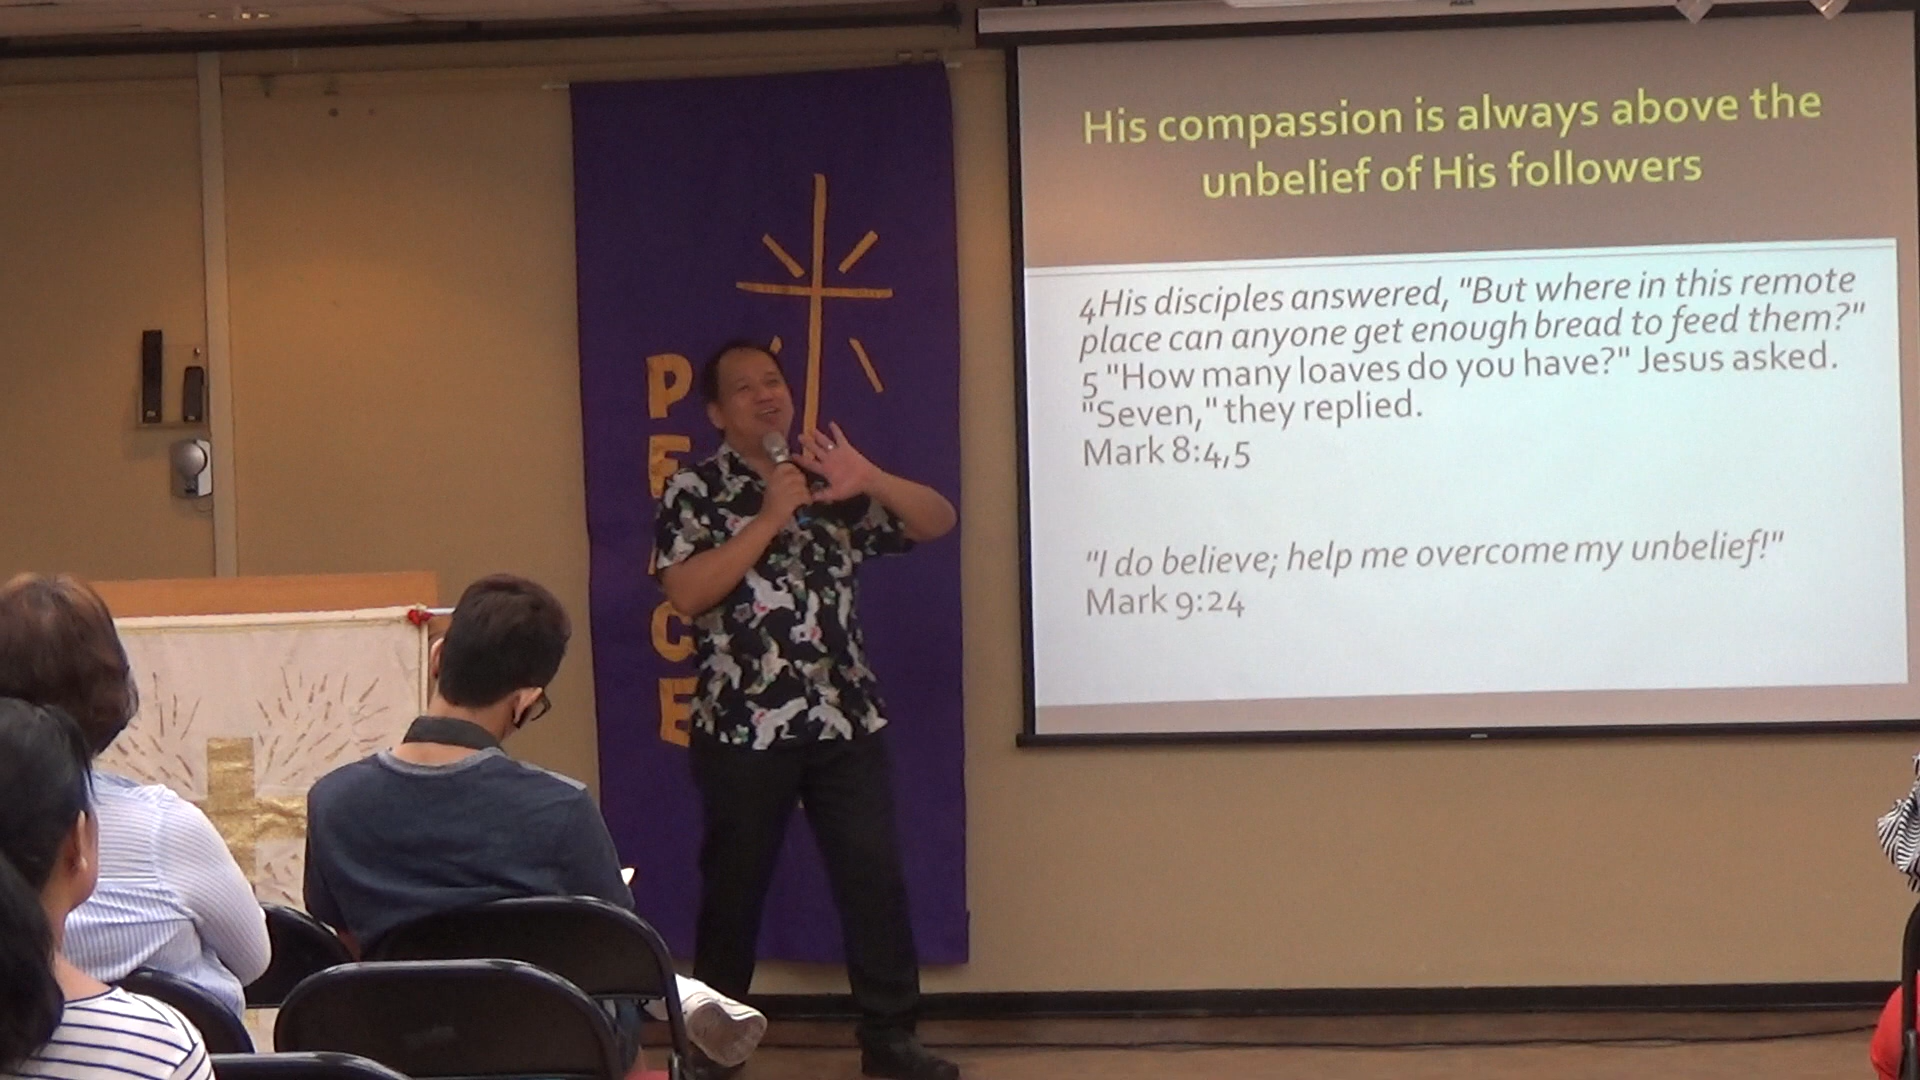 PEACE
His compassion is always above the
unbelief of His followers
4His disciples answered, "But where in this remote
place can anyone get enough bread to feed them?"
5 "How many loaves do you have?" Jesus asked.
"Seven," they replied.
Mark 8:4,5
"I do believe; help me overcome my unbelief!"
Mark 9:24